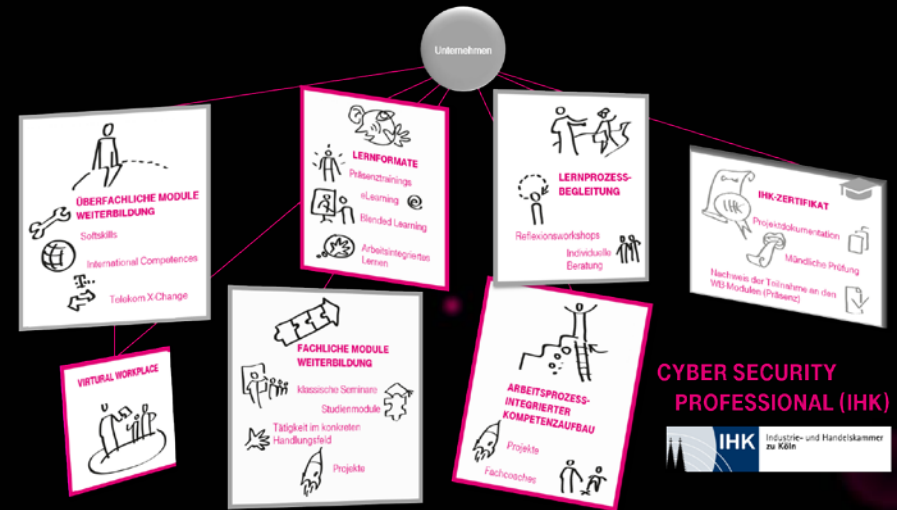 Unternehmen
ÜBERFACHLICHE MODULE
WEITERBILDUNG
Softskills
International Competences
T...
Telekom X-Change
LERNFORMATE
Präsenztrainings
eLearning
Blended Learning
Arbeitsintegriertes
Lernen
LERNPROZESS-
BEGLEITUNG
Reflexionsworkshops
Individuelle
Beratung
IHK-ZERTIFIKAT
IHK
Projektdokumentation
Mündliche Prüfung
Nachweis der Teilnahme an den
WB-Modulen (Präsenz)
VIRTURAL WORKPLACE
FACHLICHE MODULE
WEITERBILDUNG
klassische Seminare
Studienmodule
Tätigkeit im konkreten
Handlungsfeld
Projekte
ARBEITSPROZESS-
INTEGRIERTER
KOMPETENZAUFBAU
Projekte
Fachcoaches
CYBER SECURITY
PROFESSIONAL (IHK)
IHK
Industrie- und Handelskammer
zu Köln